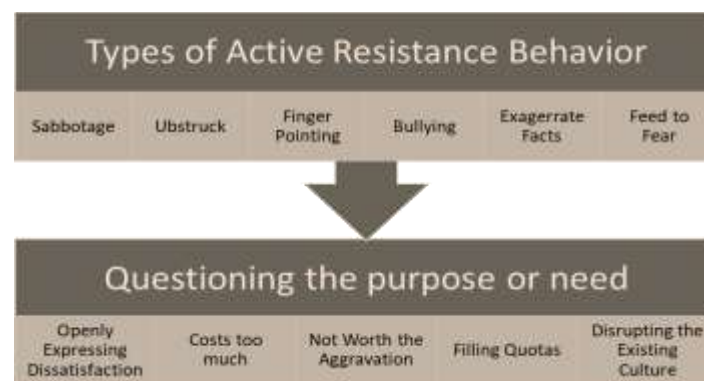 Types of Active Resistance Behavior
Sabbotage
Ubstruck
Finger
Pointing
Bullying
Exagerrate
Facts
Feed to
Fear
Questioning the purpose or need
Openly
Expressing
Dissatisfaction
Costs too
much
Not Worth the
Aggravation
Filling Quotas
Disrupting the
Existing
Culture